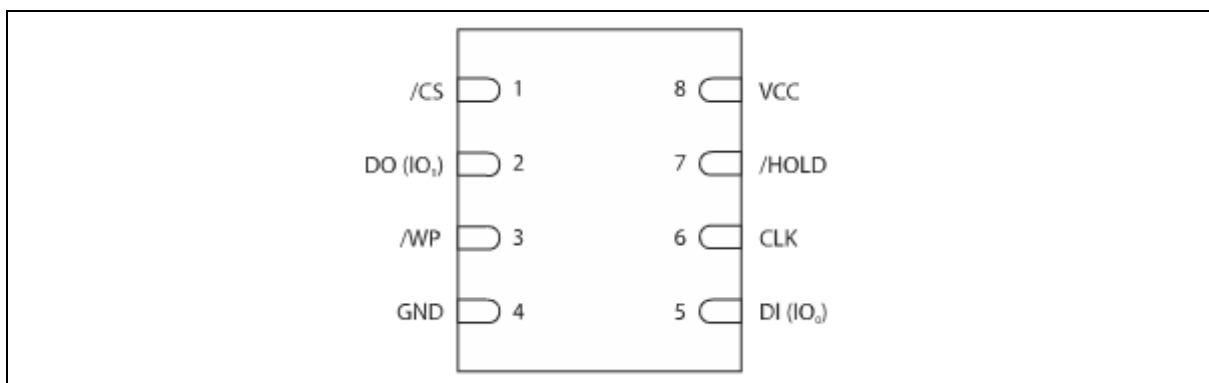 /CS 1 8 VCC
DO (IO₁) 2 7 /HOLD
/WP 3 6 CLK
GND 4 5 DI (IO₀)